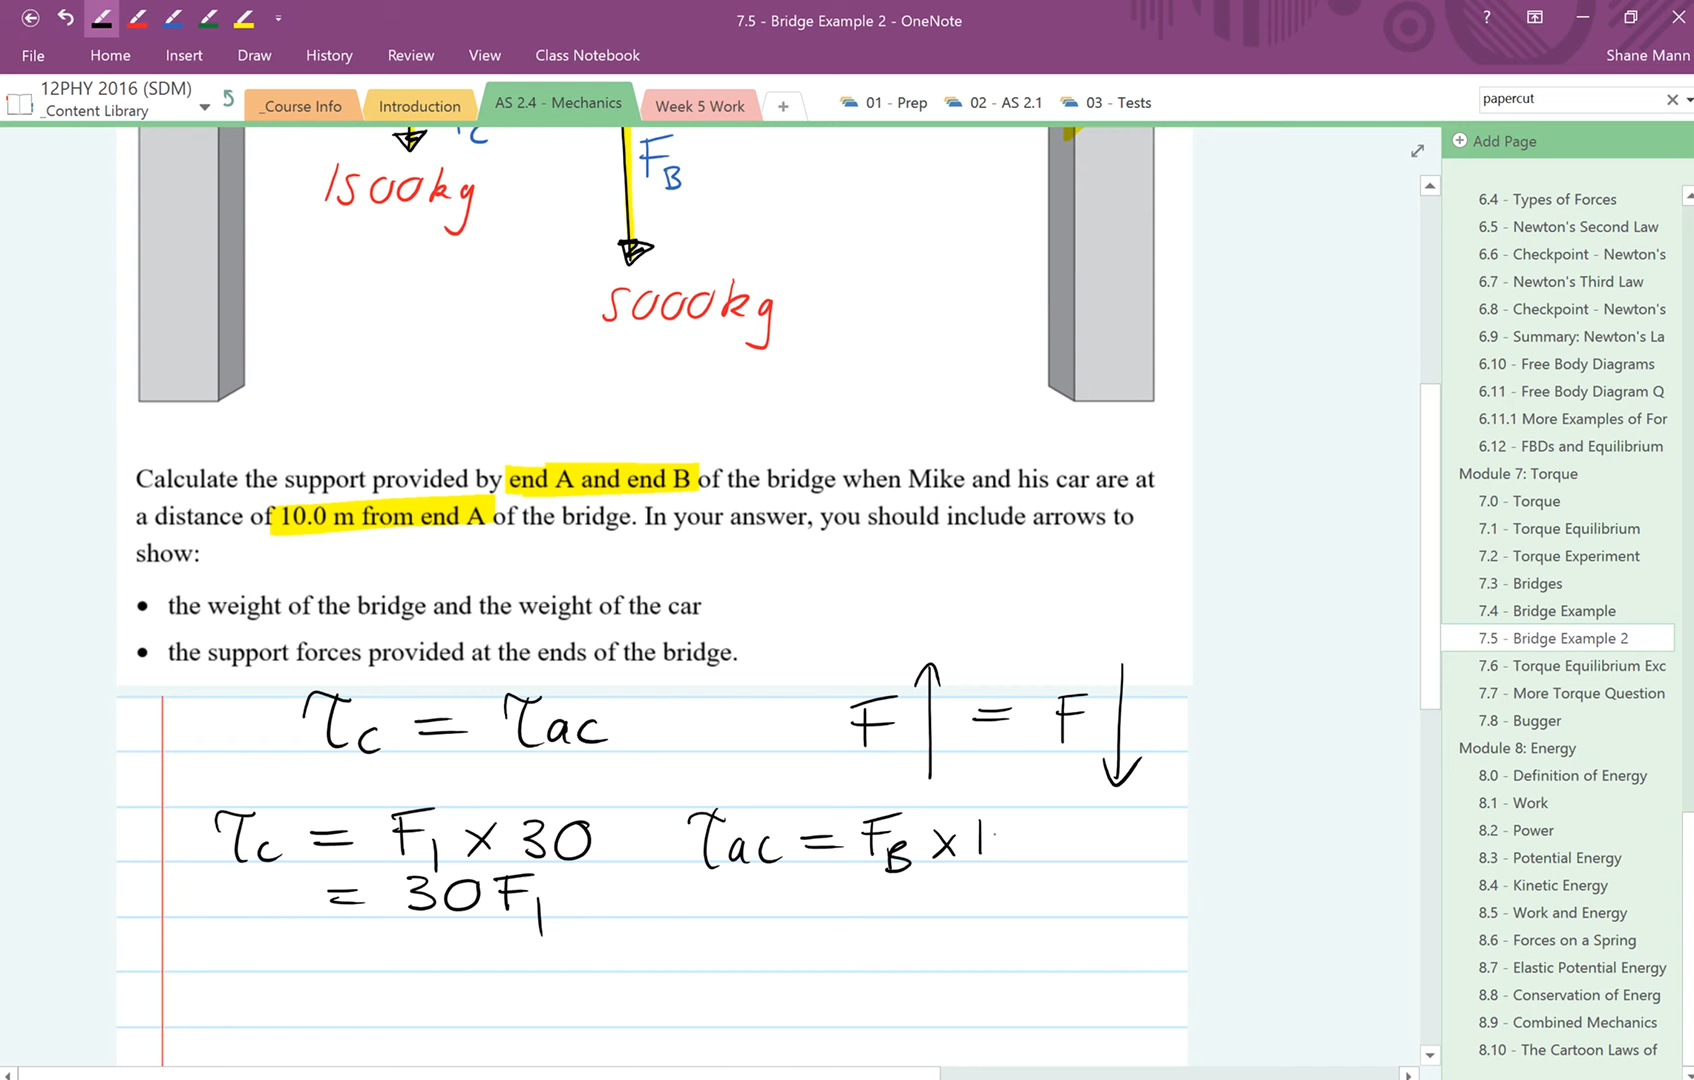 7.5 - Bridge Example 2 - OneNote
?
File Home Insert Draw History Review View Class Notebook Shane Mann
12PHY 2016 (SDM)
_Content Library
_Course Info Introduction AS 2.4 - Mechanics Week 5 Work + 01 - Prep 02 - AS 2.1 03 - Tests
papercut
Add Page
C
1500kg
F_B
5000kg
Calculate the support provided by end A and end B of the bridge when Mike and his car are at
a distance of 10.0 m from end A of the bridge. In your answer, you should include arrows to
show:
• the weight of the bridge and the weight of the car
• the support forces provided at the ends of the bridge.
τc = τac F↑ = F↓
τc = F₁ × 30 τac = F_B × 1
= 30F₁
6.4 - Types of Forces
6.5 - Newton's Second Law
6.6 - Checkpoint - Newton's
6.7 - Newton's Third Law
6.8 - Checkpoint - Newton's
6.9 - Summary: Newton's La
6.10 - Free Body Diagrams
6.11 - Free Body Diagram Q
6.11.1 More Examples of For
6.12 - FBDs and Equilibrium
Module 7: Torque
7.0 - Torque
7.1 - Torque Equilibrium
7.2 - Torque Experiment
7.3 - Bridges
7.4 - Bridge Example
7.5 - Bridge Example 2
7.6 - Torque Equilibrium Exc
7.7 - More Torque Question
7.8 - Bugger
Module 8: Energy
8.0 - Definition of Energy
8.1 - Work
8.2 - Power
8.3 - Potential Energy
8.4 - Kinetic Energy
8.5 - Work and Energy
8.6 - Forces on a Spring
8.7 - Elastic Potential Energy
8.8 - Conservation of Energ
8.9 - Combined Mechanics
8.10 - The Cartoon Laws of